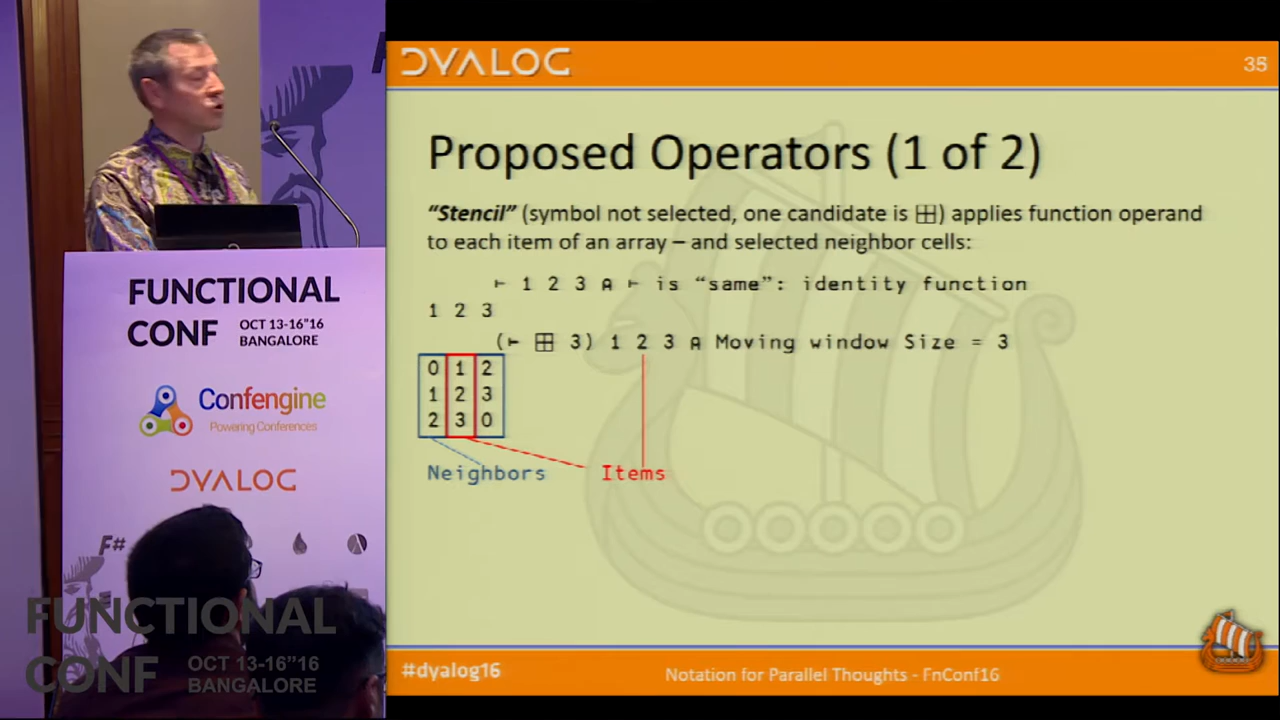 DYALOG
35
Proposed Operators (1 of 2)
“Stencil” (symbol not selected, one candidate is ⌺) applies function operand
to each item of an array – and selected neighbor cells:
⊢ 1 2 3 ⍝ ⊢ is “same”: identity function
1 2 3
(⊢ ⌺ 3) 1 2 3 ⍝ Moving window Size = 3
0 1 2
1 2 3
2 3 0
Neighbors
Items
#dyalog16
Notation for Parallel Thoughts - FnConf16
FUNCTIONAL
CONF
OCT 13-16"16
BANGALORE
Confengine
Powering Conferences
DYALOG
F#
FUNCTIONAL
CONF
OCT 13-16"16
BANGALORE